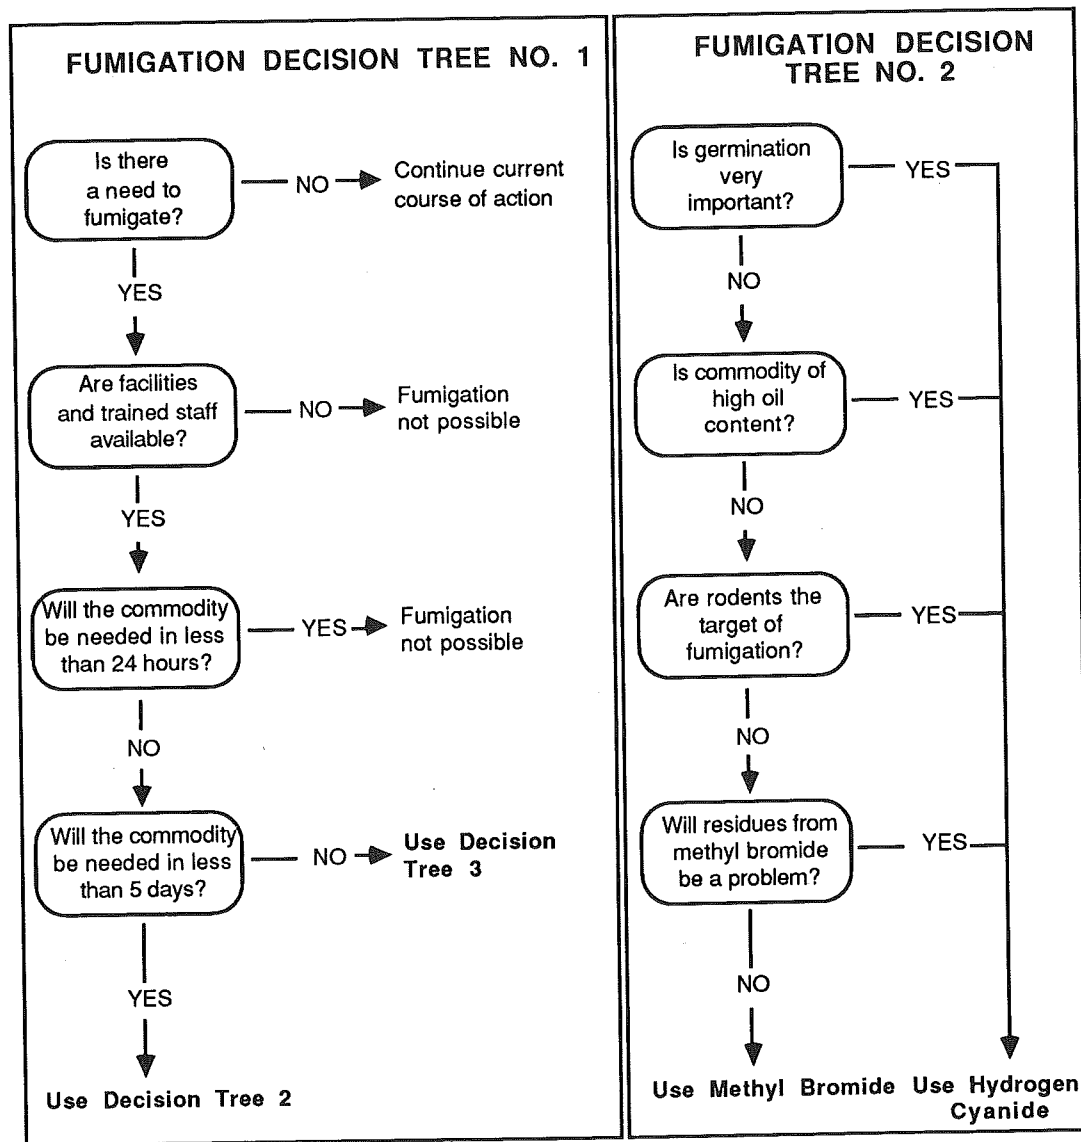 FUMIGATION DECISION TREE NO. 1
Is there
a need to
fumigate?
NO
Continue current
course of action
YES
Are facilities
and trained staff
available?
NO
Fumigation
not possible
YES
Will the commodity
be needed in less
than 24 hours?
YES
Fumigation
not possible
NO
Will the commodity
be needed in less
than 5 days?
NO
Use Decision
Tree 3
YES
Use Decision Tree 2
FUMIGATION DECISION
TREE NO. 2
Is germination
very
important?
YES
NO
Is commodity of
high oil
content?
YES
NO
Are rodents the
target of
fumigation?
YES
NO
Will residues from
methyl bromide
be a problem?
YES
NO
Use Methyl Bromide
Use Hydrogen
Cyanide